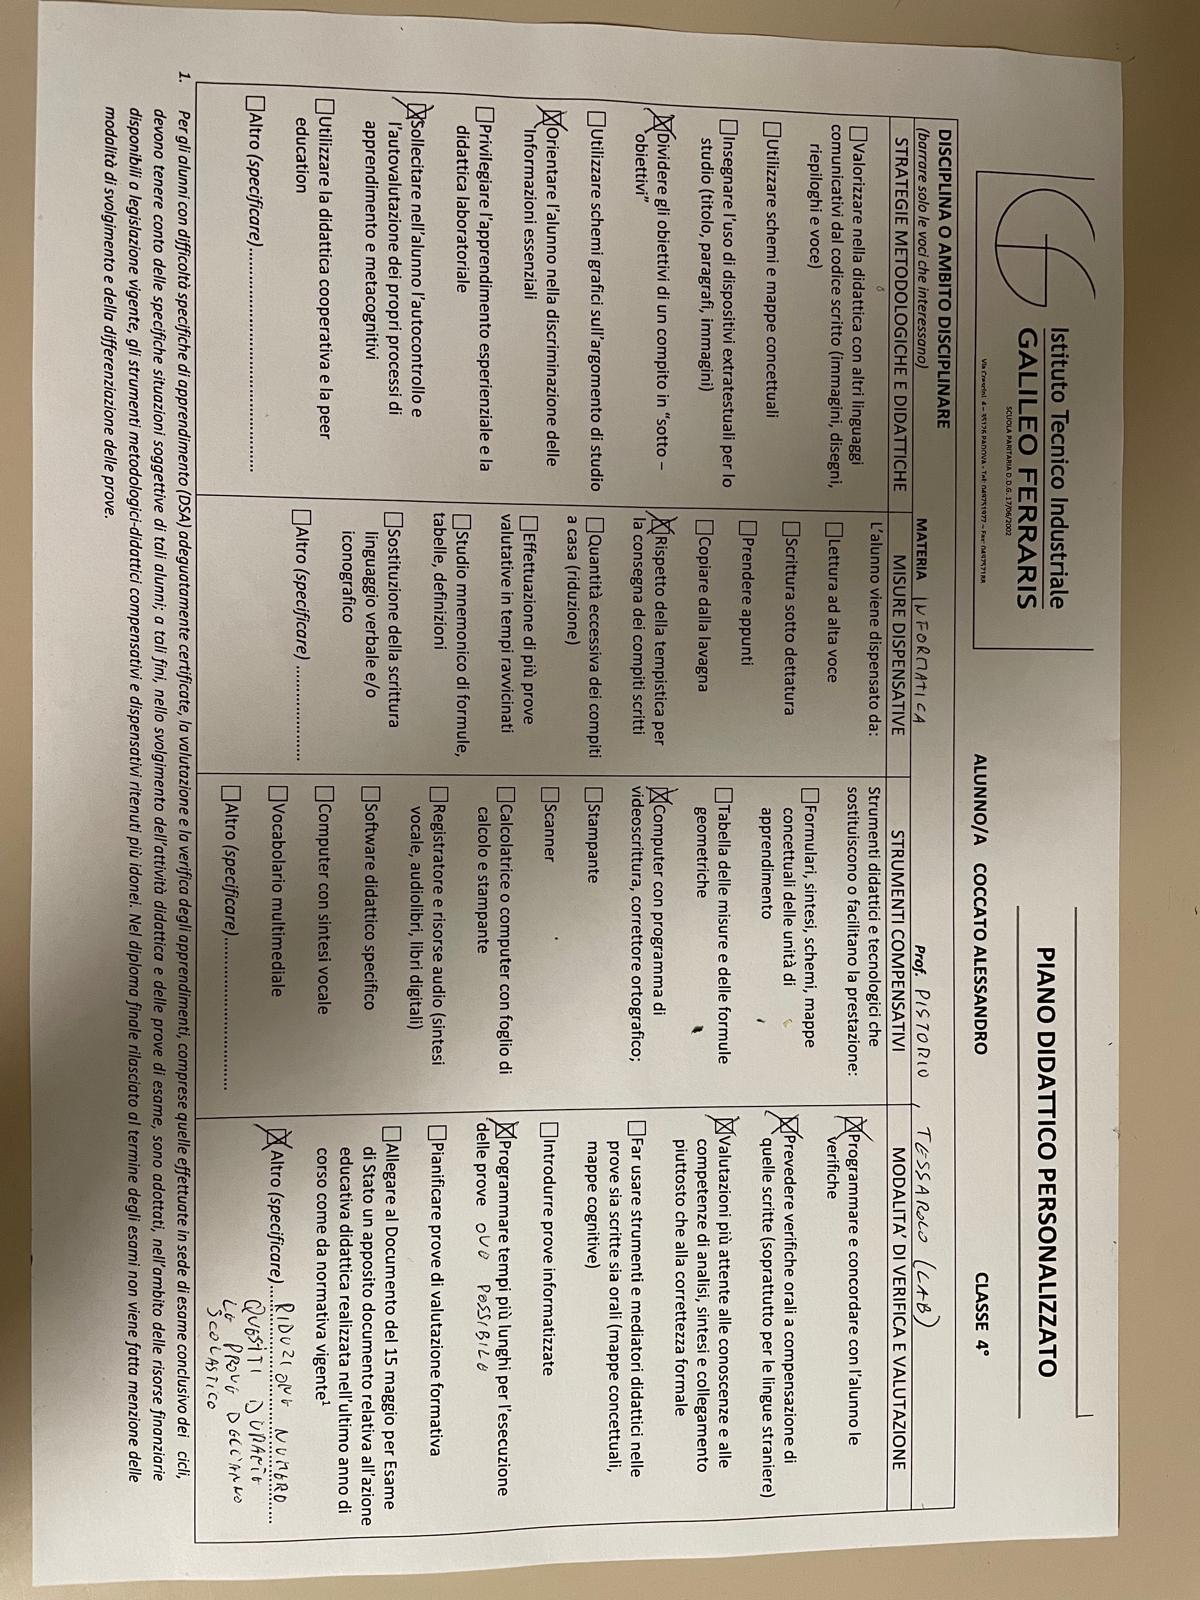 Istituto Tecnico Industriale
GALILEO FERRARIS
SCUOLA PARITARIA D.D.G. 17/06/2002
PIANO DIDATTICO PERSONALIZZATO
ALUNNO/A COCCATO ALESSANDRO CLASSE 4°
DISCIPLINA O AMBITO DISCIPLINARE
(barrare solo le voci che interessano)
MATERIA INFORMATICA
Prof. PISTORIO, TESSAROLO (LAB)
STRATEGIE METODOLOGICHE E DIDATTICHE
☐ Valorizzare nella didattica con altri linguaggi
comunicativi dal codice scritto (immagini, disegni,
riepiloghi e voce)
☐ Utilizzare schemi e mappe concettuali
☐ Insegnare l'uso di dispositivi extratestuali per lo
studio (titolo, paragrafi, immagini)
☒ Dividere gli obiettivi di un compito in "sotto –
obiettivi"
☐ Utilizzare schemi grafici sull'argomento di studio
☒ Orientare l'alunno nella discriminazione delle
Informazioni essenziali
☐ Privilegiare l'apprendimento esperienziale e la
didattica laboratoriale
☒ Sollecitare nell'alunno l'autocontrollo e
l'autovalutazione dei propri processi di
apprendimento e metacognitivi
☐ Utilizzare la didattica cooperativa e la peer
education
☐ Altro (specificare)........................................
MISURE DISPENSATIVE
L'alunno viene dispensato da:
☐ Lettura ad alta voce
☐ Scrittura sotto dettatura
☐ Prendere appunti
☐ Copiare dalla lavagna
☒ Rispetto della tempistica per
la consegna dei compiti scritti
☐ Quantità eccessiva dei compiti
a casa (riduzione)
☐ Effettuazione di più prove
valutative in tempi ravvicinati
☐ Studio mnemonico di formule,
tabelle, definizioni
☐ Sostituzione della scrittura
linguaggio verbale e/o
iconografico
☐ Altro (specificare) ..................
STRUMENTI COMPENSATIVI
Strumenti didattici e tecnologici che
sostituiscono o facilitano la prestazione:
☐ Formulari, sintesi, schemi, mappe
concettuali delle unità di
apprendimento
☐ Tabella delle misure e delle formule
geometriche
☒ Computer con programma di
videoscrittura, correttore ortografico;
☐ Stampante
☐ Scanner
☐ Calcolatrice o computer con foglio di
calcolo e stampante
☐ Registratore e risorse audio (sintesi
vocale, audiolibri, libri digitali)
☐ Software didattico specifico
☐ Computer con sintesi vocale
☐ Vocabolario multimediale
☐ Altro (specificare)............................
MODALITA' DI VERIFICA E VALUTAZIONE
☒ Programmare e concordare con l'alunno le
verifiche
☒ Prevedere verifiche orali a compensazione di
quelle scritte (soprattutto per le lingue straniere)
☒ Valutazioni più attente alle conoscenze e alle
competenze di analisi, sintesi e collegamento
piuttosto che alla correttezza formale
☐ Far usare strumenti e mediatori didattici nelle
prove sia scritte sia orali (mappe concettuali,
mappe cognitive)
☐ Introdurre prove informatizzate
☒ Programmare tempi più lunghi per l'esecuzione
delle prove OVE POSSIBILE
☐ Pianificare prove di valutazione formativa
☐ Allegare al Documento del 15 maggio per Esame
di Stato un apposito documento relativa all'azione
educativa didattica realizzata nell'ultimo anno di
corso come da normativa vigente¹
☒ Altro (specificare)... RIDUZIONE NUMERO
QUESITI DURANTE
LE PROVE DELL'ANNO
SCOLASTICO
1. Per gli alunni con difficoltà specifiche di apprendimento (DSA) adeguatamente certificate, la valutazione e la verifica degli apprendimenti, comprese quelle effettuate in sede di esame conclusivo dei cicli,
devono tenere conto delle specifiche situazioni soggettive di tali alunni; a tali fini, nello svolgimento dell'attività didattica e delle prove di esame, sono adottati, nell'ambito delle risorse finanziarie
disponibili a legislazione vigente, gli strumenti metodologici-didattici compensativi e dispensativi ritenuti più idonei. Nel diploma finale rilasciato al termine degli esami non viene fatta menzione delle
modalità di svolgimento e della differenziazione delle prove.